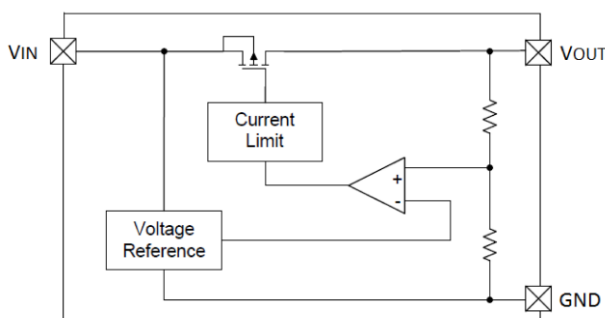 VIN
VOUT
Current
Limit
+
-
Voltage
Reference
GND